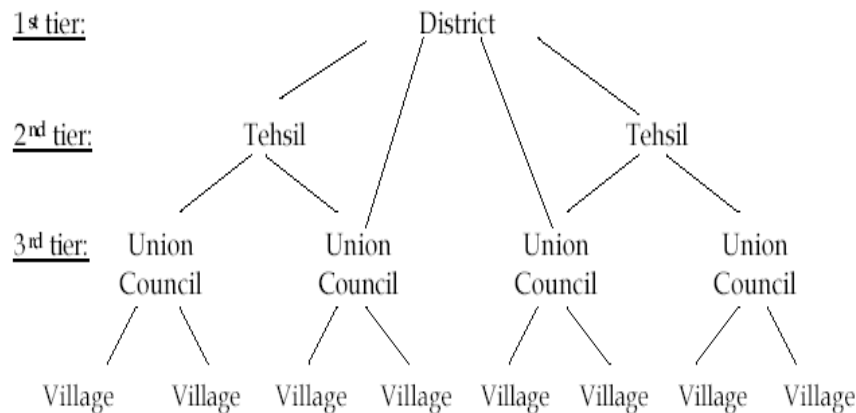 1st tier: District
2nd tier: Tehsil Tehsil
3rd tier: Union Union Union Union
Council Council Council Council
Village Village Village Village Village Village Village Village